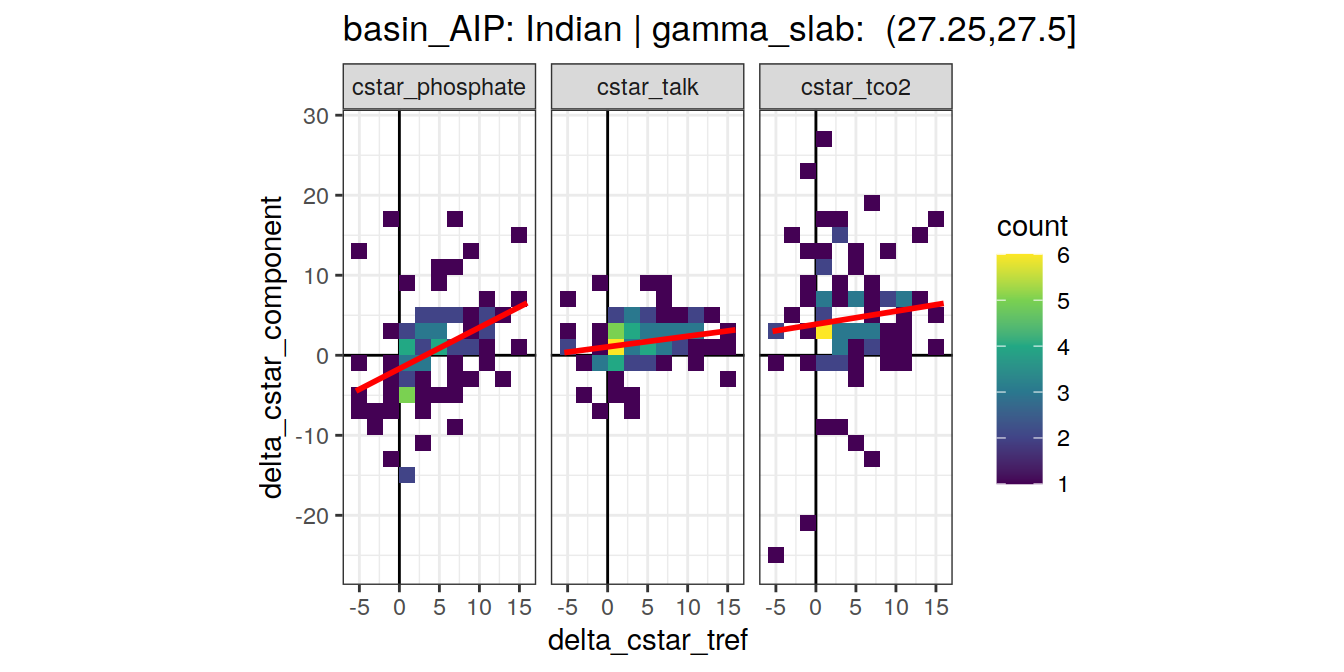 basin_AIP: Indian | gamma_slab:  (27.25,27.5]
cstar_phosphate
cstar_talk
cstar_tco2
30
20
10
0
-10
-20
delta_cstar_component
-5 0 5 10 15
-5 0 5 10 15
-5 0 5 10 15
delta_cstar_tref
count
6
5
4
3
2
1